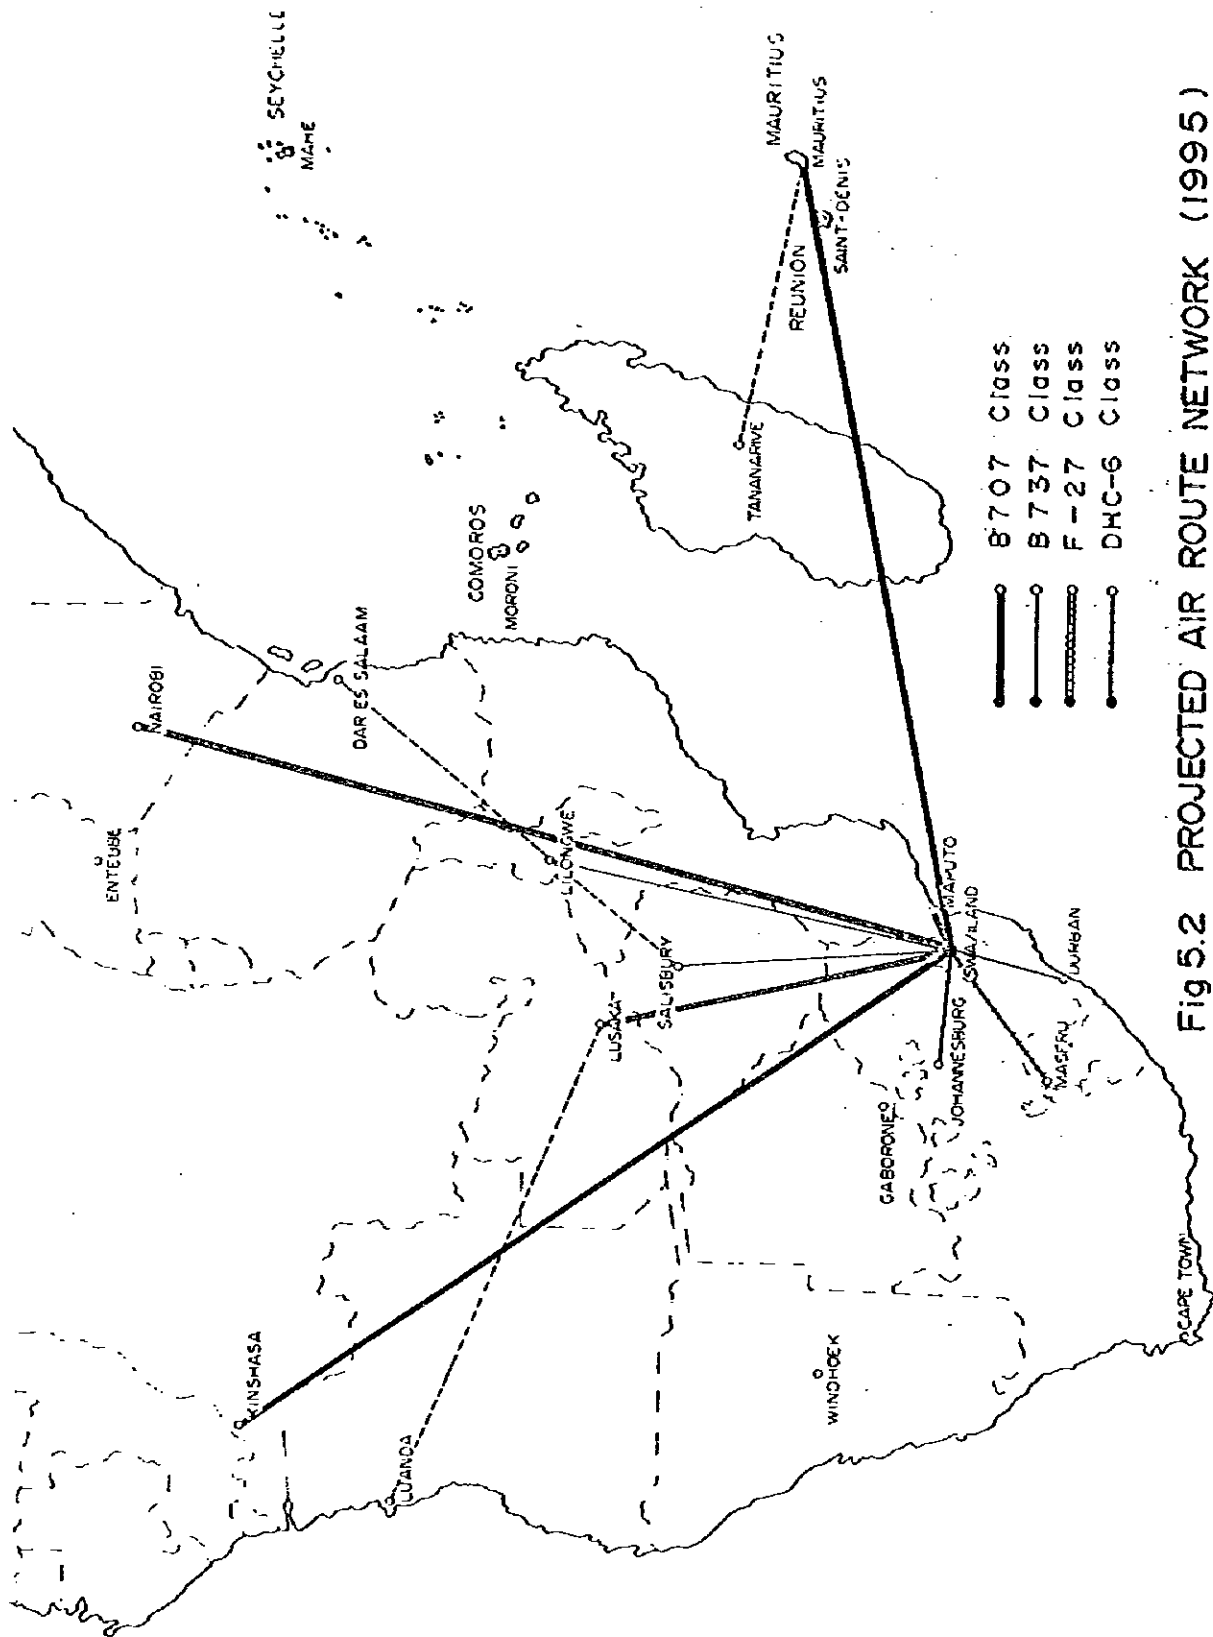 SEYCHELLE
MAHE
NAIROBI
ENTEBBE
DAR ES SALAAM
COMOROS
MORONI
KINSHASA
LUANDA
LILONGWE
LUSAKA
SALISBURY
TANANARIVE
MAURITIUS
MAURITIUS
REUNION
SAINT-DENIS
WINDHOEK
GABORONE
JOHANNESBURG
MAPUTO
(SWAZILAND
MASERU
DURBAN
CAPE TOWN
B707 Class
B737 Class
F-27 Class
DHC-6 Class
Fig 5.2 PROJECTED AIR ROUTE NETWORK (1995)